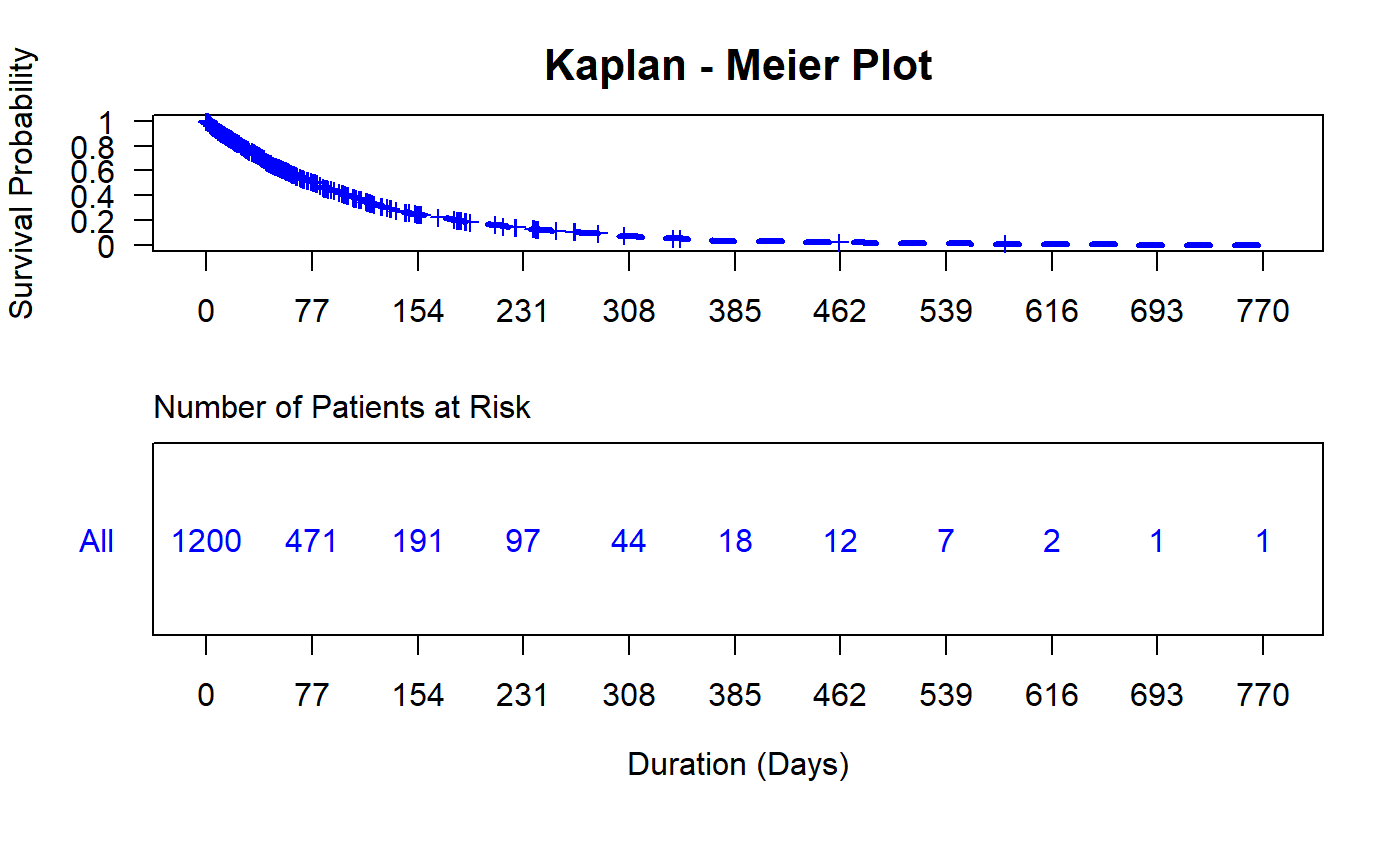 Kaplan - Meier Plot
Survival Probability
1
0.8
0.6
0.4
0.2
0
0 77 154 231 308 385 462 539 616 693 770
Number of Patients at Risk
All 1200 471 191 97 44 18 12 7 2 1 1
0 77 154 231 308 385 462 539 616 693 770
Duration (Days)